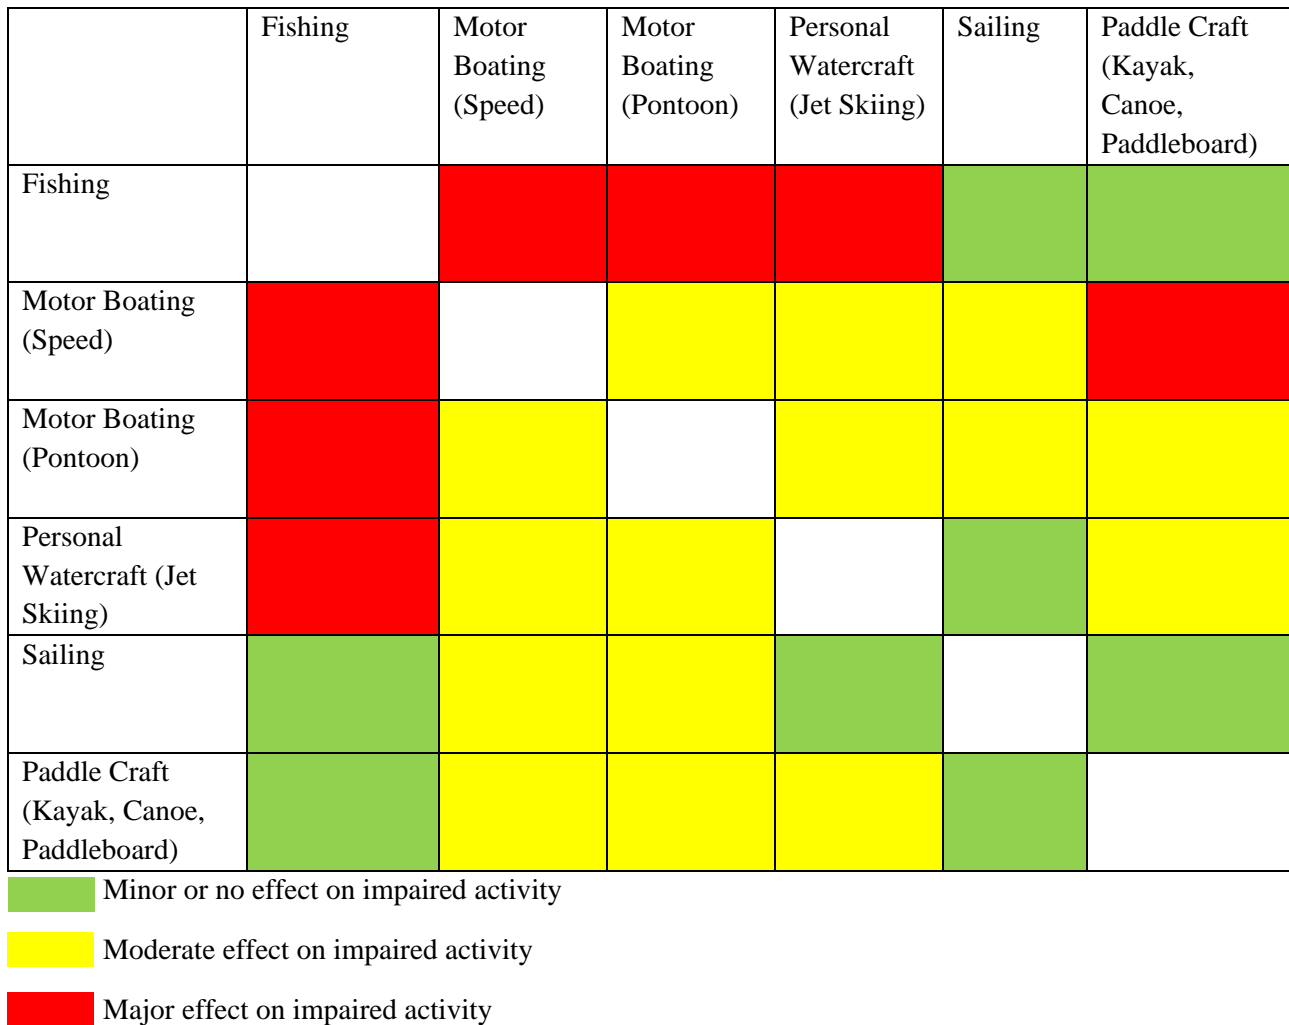 Fishing
Motor
Boating
(Speed)
Motor
Boating
(Pontoon)
Personal
Watercraft
(Jet Skiing)
Sailing
Paddle Craft
(Kayak,
Canoe,
Paddleboard)
Fishing
Motor Boating
(Speed)
Motor Boating
(Pontoon)
Personal
Watercraft (Jet
Skiing)
Sailing
Paddle Craft
(Kayak, Canoe,
Paddleboard)
Minor or no effect on impaired activity
Moderate effect on impaired activity
Major effect on impaired activity